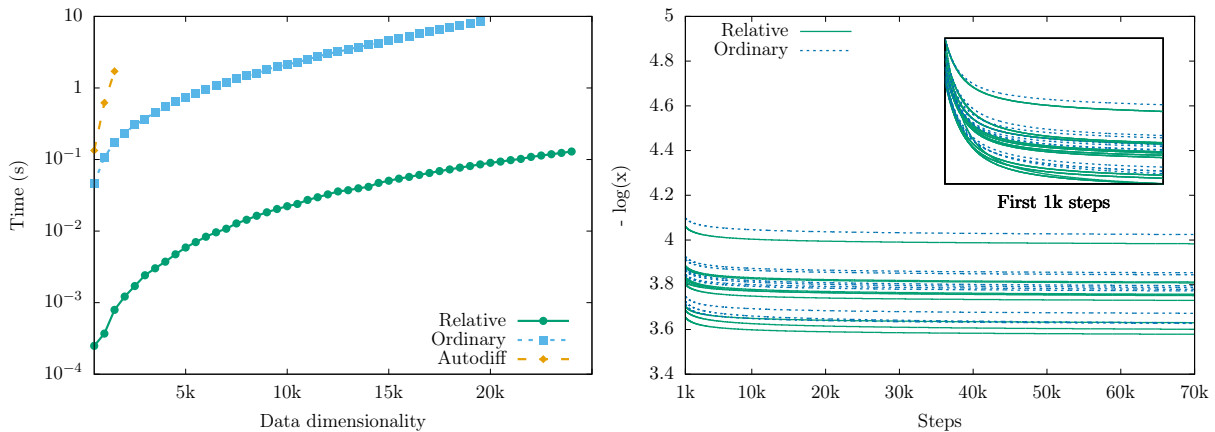 10
1
10⁻¹
10⁻²
10⁻³
10⁻⁴
Time (s)
5k
10k
15k
20k
Data dimensionality
Relative
Ordinary
Autodiff
5
4.8
4.6
4.4
4.2
4
3.8
3.6
3.4
- log(x)
1k
10k
20k
30k
40k
50k
60k
70k
Steps
Relative
Ordinary
First 1k steps